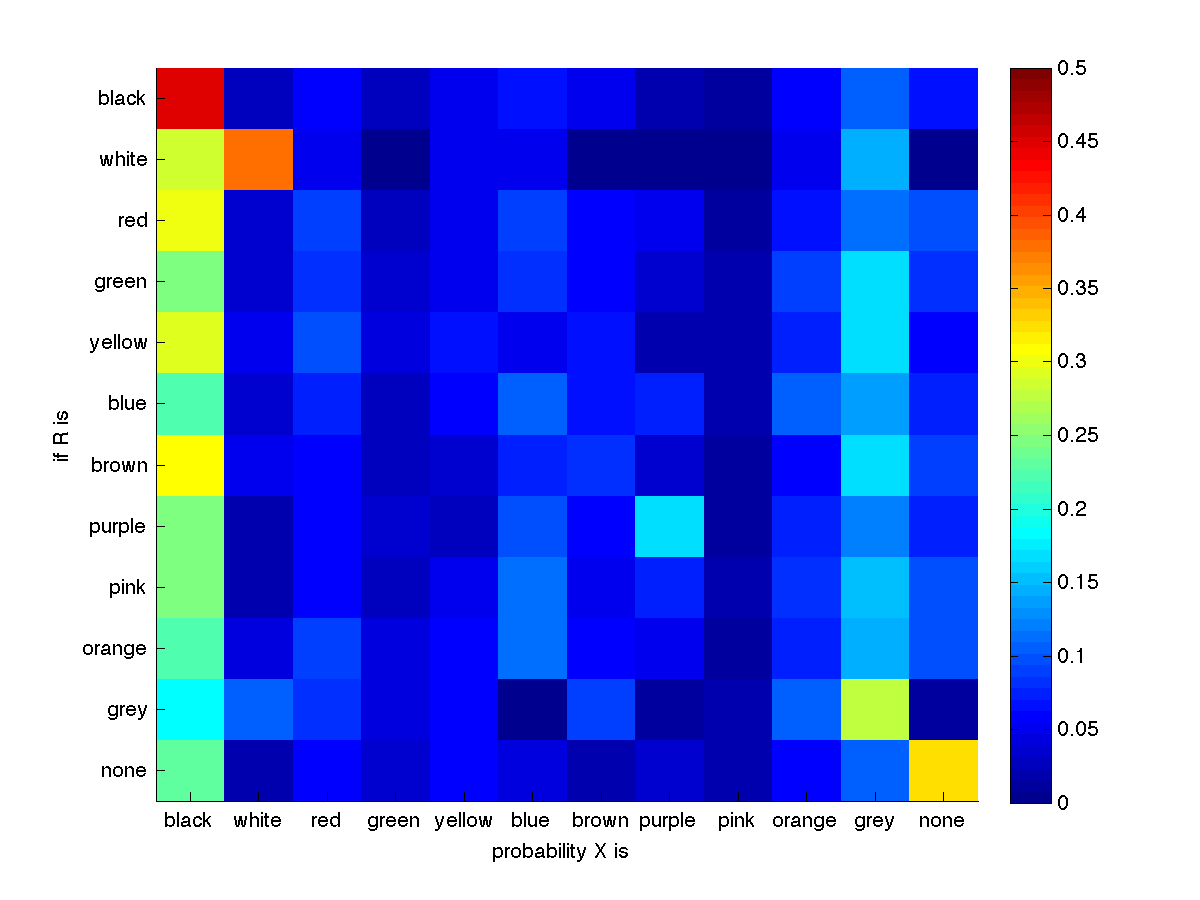 black
white
red
green
yellow
blue
brown
purple
pink
orange
grey
none
if R is
black white red green yellow blue brown purple pink orange grey none
probability X is
0.5
0.45
0.4
0.35
0.3
0.25
0.2
0.15
0.1
0.05
0